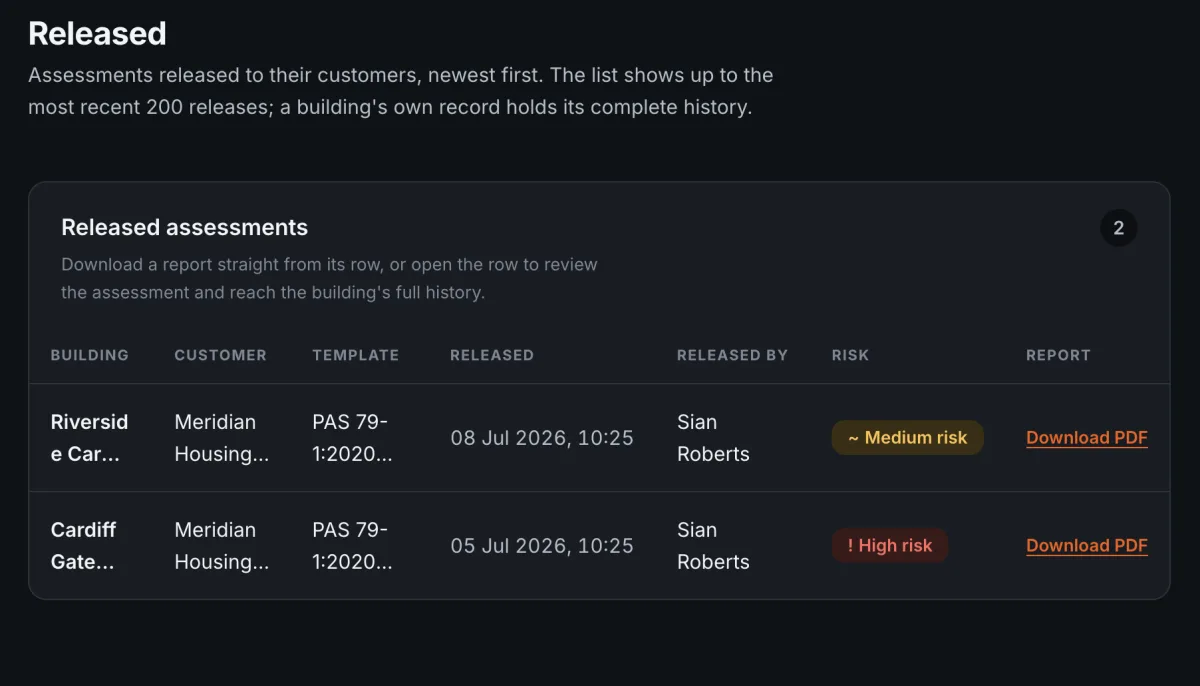 Released
Assessments released to their customers, newest first. The list shows up to the
most recent 200 releases; a building's own record holds its complete history.
Released assessments
2
Download a report straight from its row, or open the row to review
the assessment and reach the building's full history.
BUILDING CUSTOMER TEMPLATE RELEASED RELEASED BY RISK REPORT
Riversid Meridian PAS 79- Sian
e Car... Housing... 1:2020... 08 Jul 2026, 10:25 Roberts ~ Medium risk Download PDF
Cardiff Meridian PAS 79- Sian
Gate... Housing... 1:2020... 05 Jul 2026, 10:25 Roberts ! High risk Download PDF